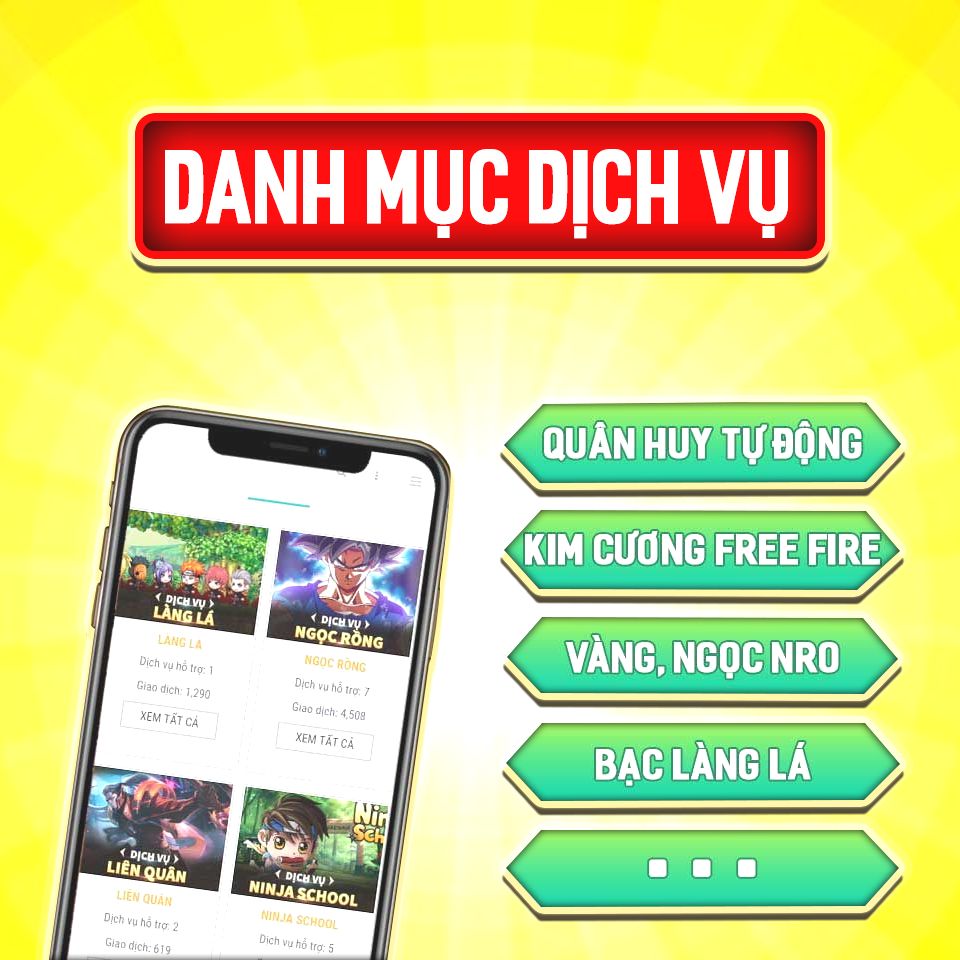 DANH MỤC DỊCH VỤ
QUÂN HUY TỰ ĐỘNG
KIM CƯƠNG FREE FIRE
VÀNG, NGỌC NRO
BẠC LÀNG LÁ
DỊCH VỤ
LÀNG LÁ
LÀNG LÁ
Dịch vụ hỗ trợ: 1
Giao dịch: 1,290
XEM TẤT CẢ
DỊCH VỤ
NGỌC RỒNG
NGỌC RỒNG
Dịch vụ hỗ trợ: 7
Giao dịch: 4,508
XEM TẤT CẢ
DỊCH VỤ
LIÊN QUÂN
LIÊN QUÂN
Dịch vụ hỗ trợ: 2
Giao dịch: 619
DỊCH VỤ
NINJA SCHOOL
NINJA SCHOOL
Dịch vụ hỗ trợ: 5